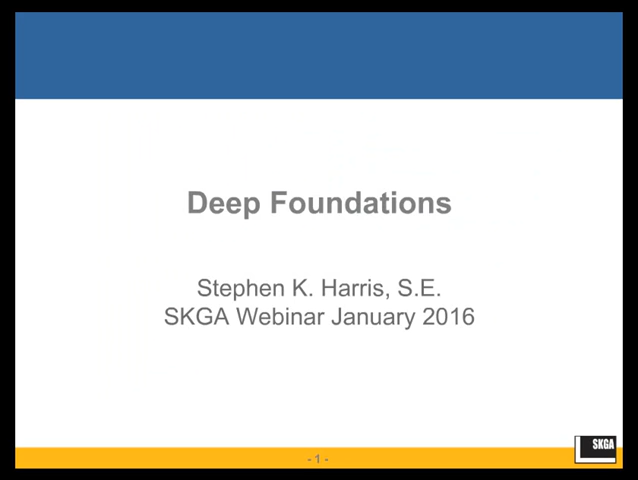 Deep Foundations
Stephen K. Harris, S.E.
SKGA Webinar January 2016
- 1 -
SKGA